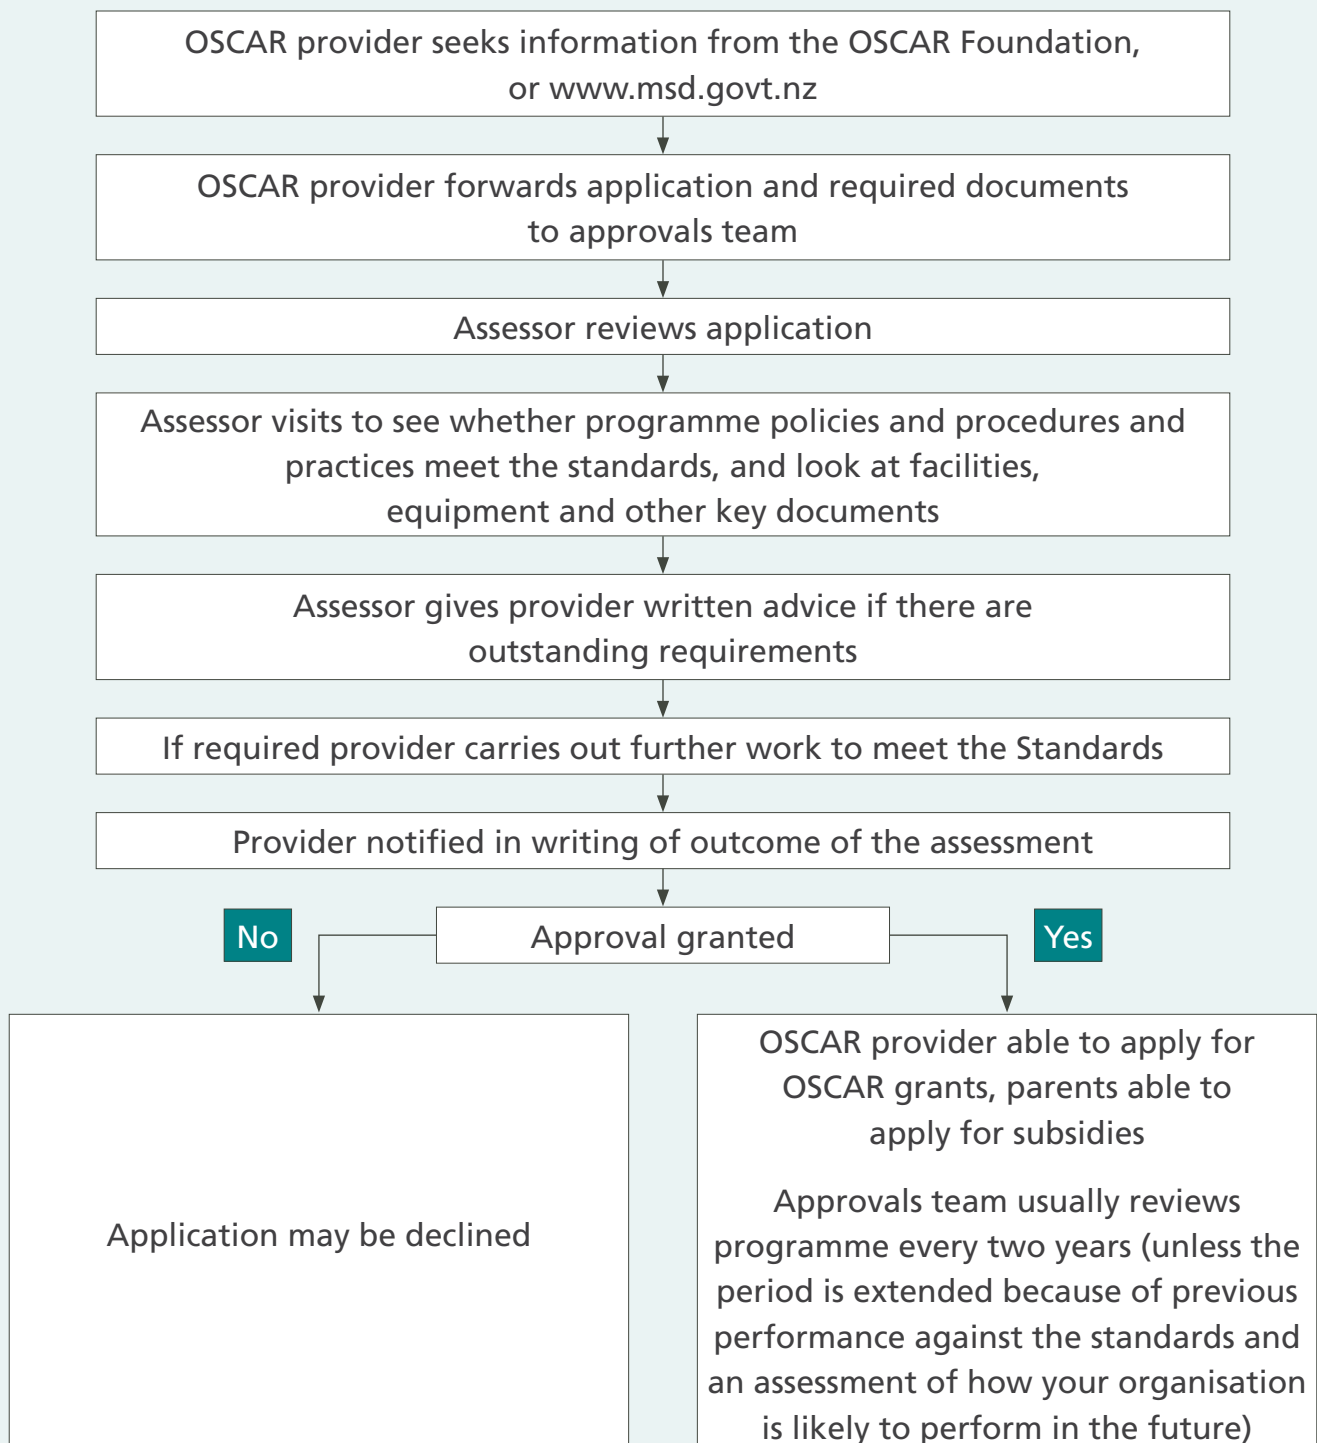 OSCAR provider seeks information from the OSCAR Foundation,
or www.msd.govt.nz
OSCAR provider forwards application and required documents
to approvals team
Assessor reviews application
Assessor visits to see whether programme policies and procedures and
practices meet the standards, and look at facilities,
equipment and other key documents
Assessor gives provider written advice if there are
outstanding requirements
If required provider carries out further work to meet the Standards
Provider notified in writing of outcome of the assessment
No
Approval granted
Yes
Application may be declined
OSCAR provider able to apply for
OSCAR grants, parents able to
apply for subsidies
Approvals team usually reviews
programme every two years (unless the
period is extended because of previous
performance against the standards and
an assessment of how your organisation
is likely to perform in the future)